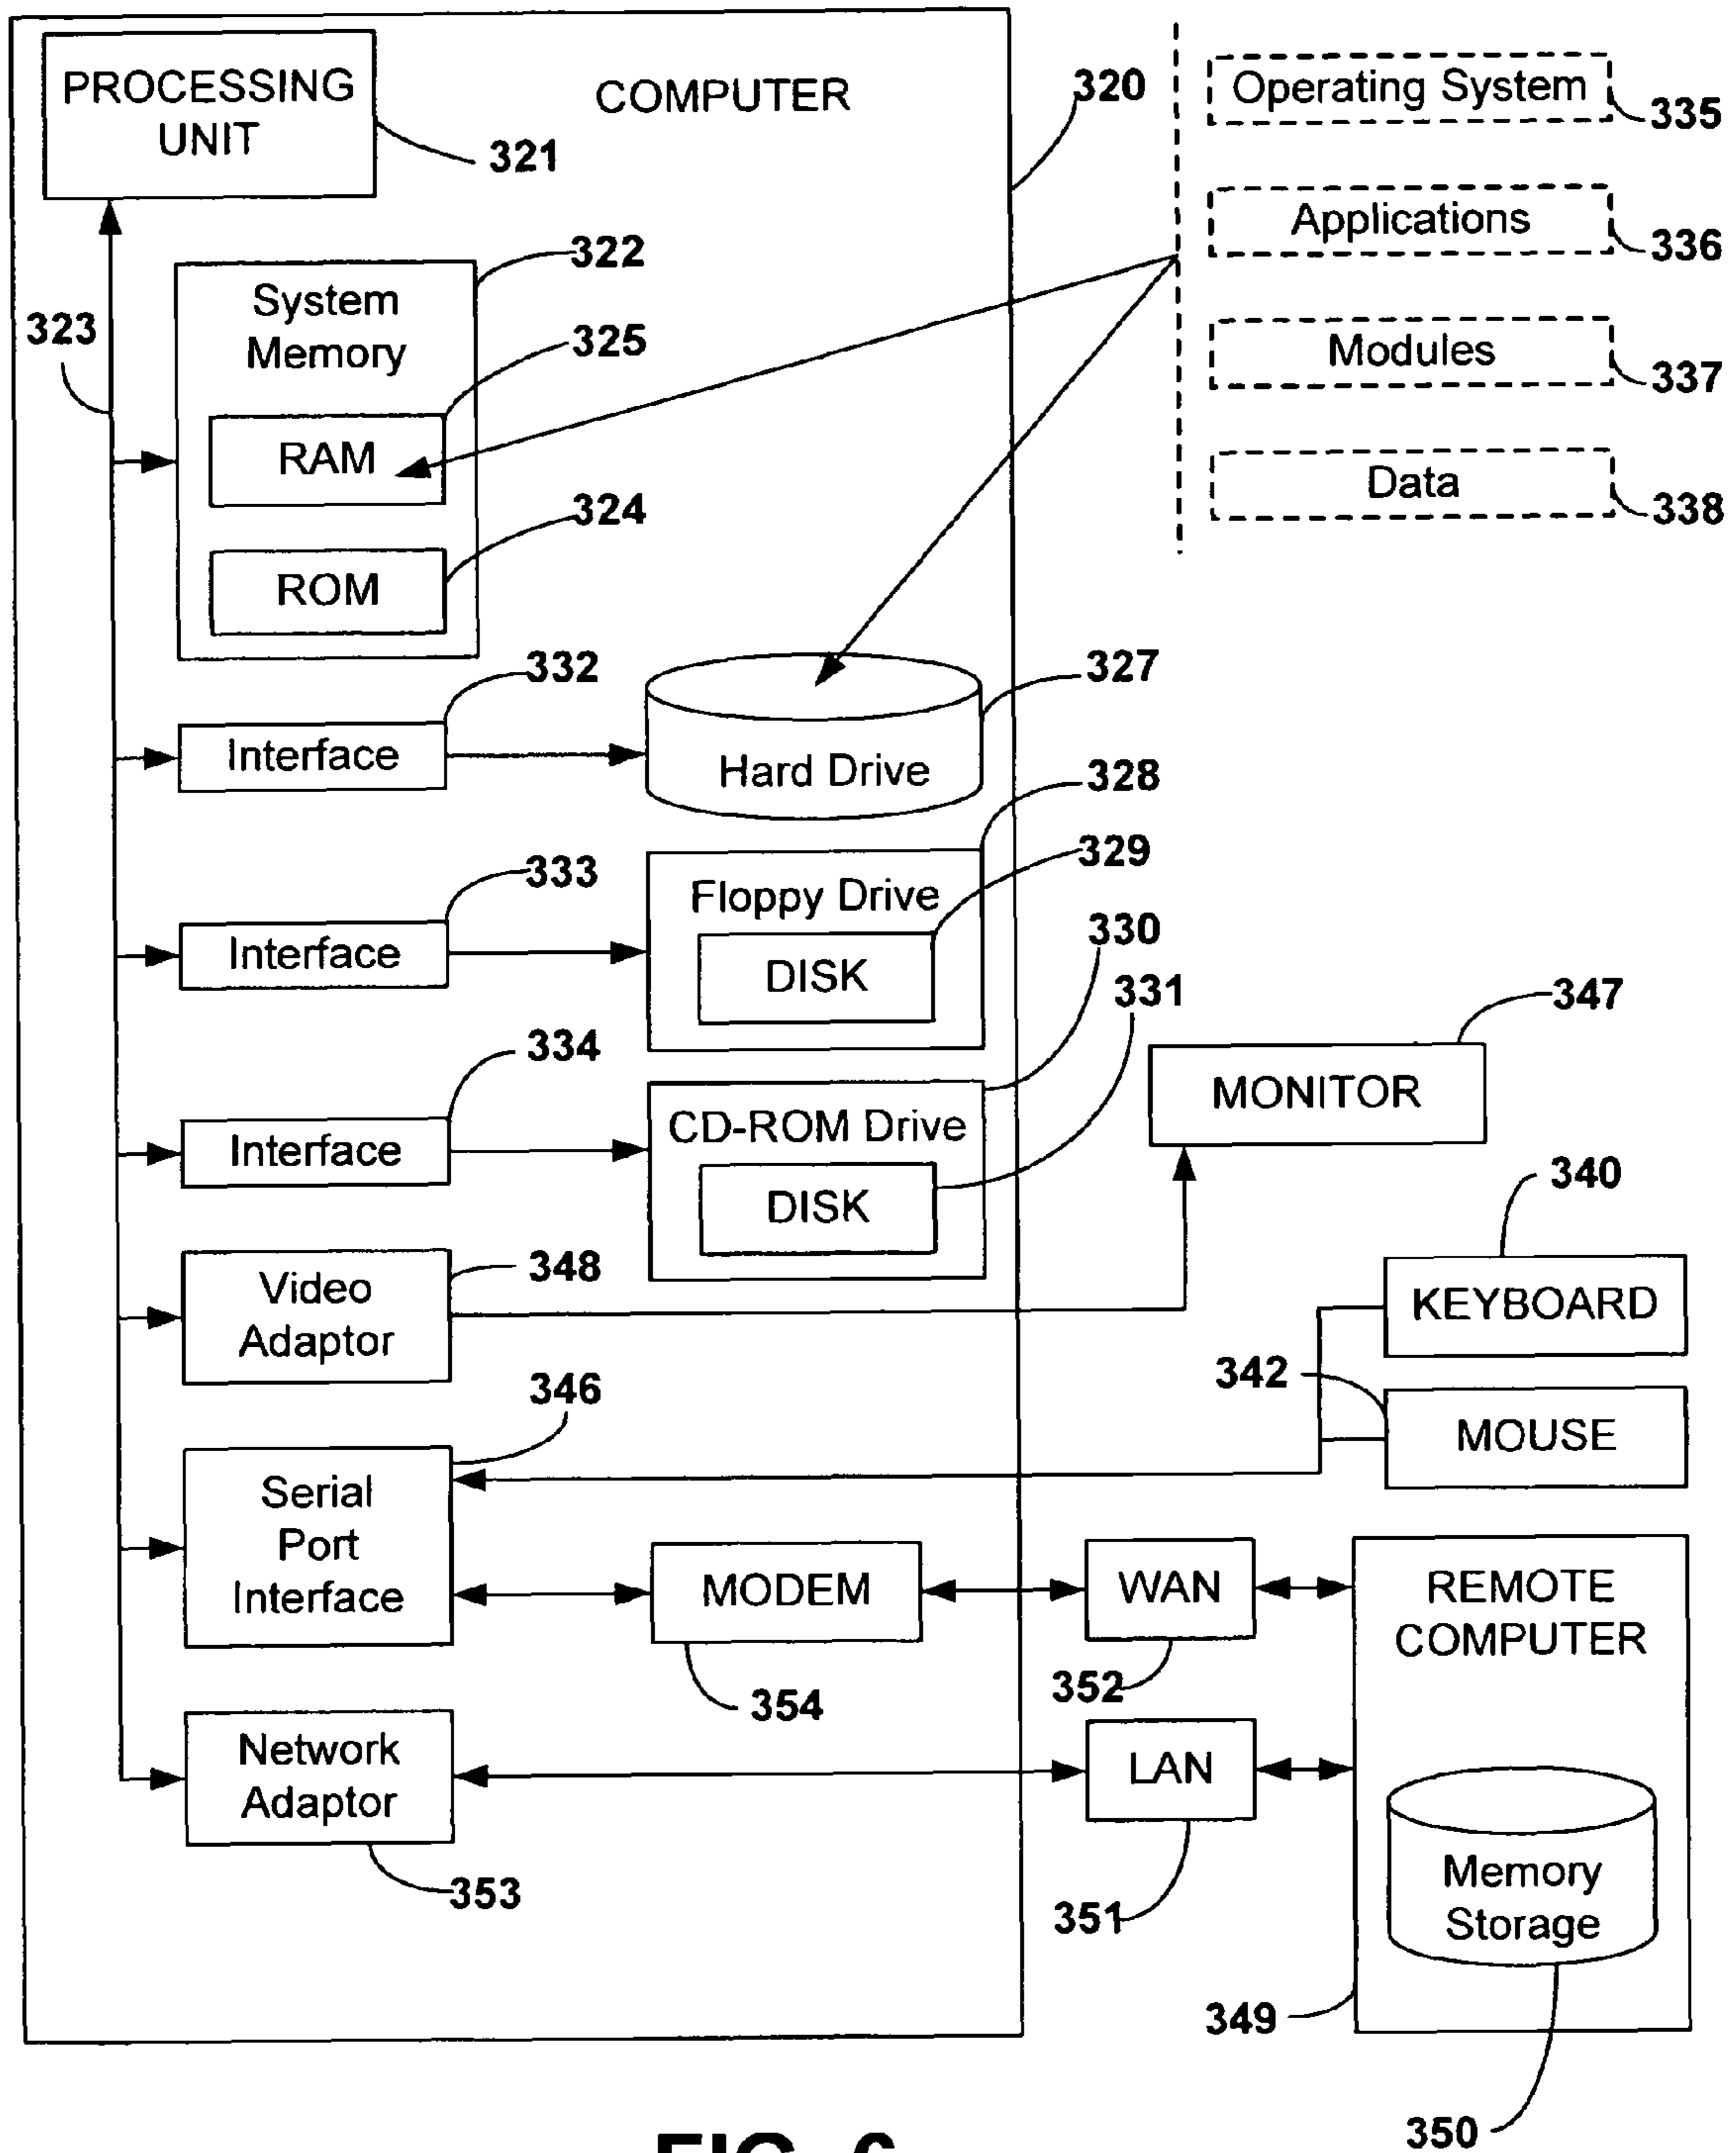 PROCESSING
UNIT
COMPUTER
320
321
Operating System
335
Applications
336
Modules
337
Data
338
323
322
System
Memory
325
RAM
324
ROM
332
Interface
327
Hard Drive
328
333
Interface
329
Floppy Drive
DISK
330
331
334
Interface
CD-ROM Drive
DISK
347
MONITOR
340
KEYBOARD
342
MOUSE
348
Video
Adaptor
346
Serial
Port
Interface
MODEM
354
WAN
352
REMOTE
COMPUTER
Network
Adaptor
353
LAN
351
Memory
Storage
349
350
FIG. 6